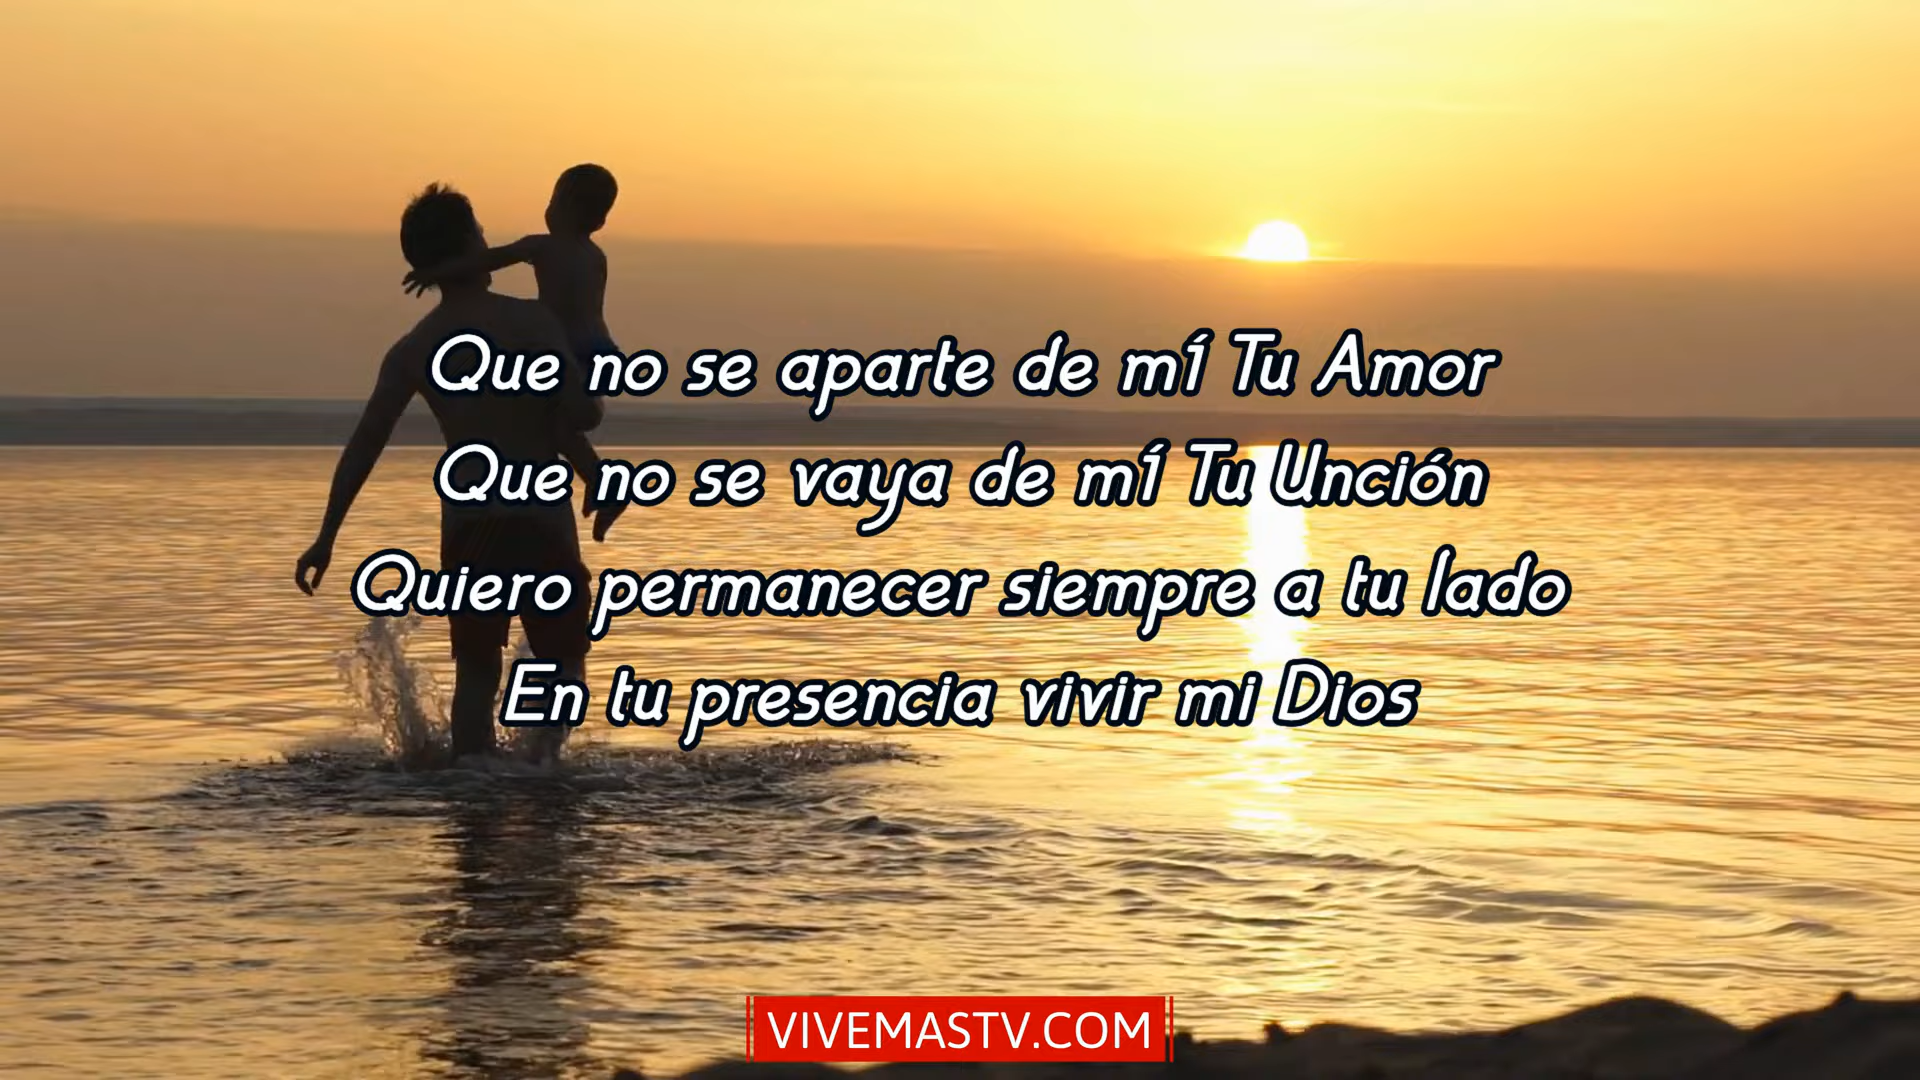 Que no se aparte de mí Tu Amor
Que no se vaya de mí Tu Unción
Quiero permanecer siempre a tu lado
En tu presencia vivir mi Dios
VIVEMASTV.COM